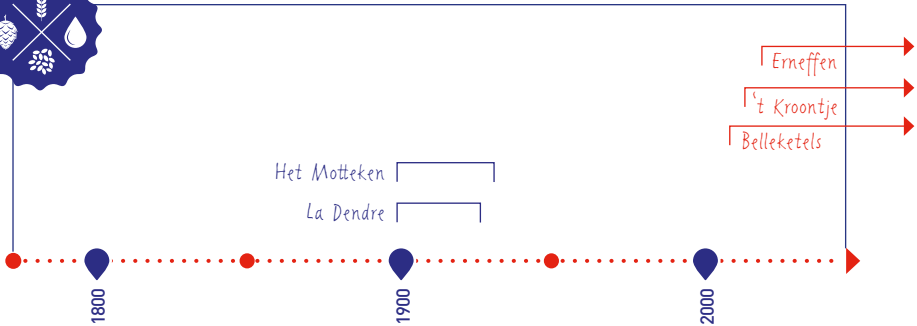 Erneffen
't Kroontje
Belleketels
Het Motteken
La Dendre
1800
1900
2000